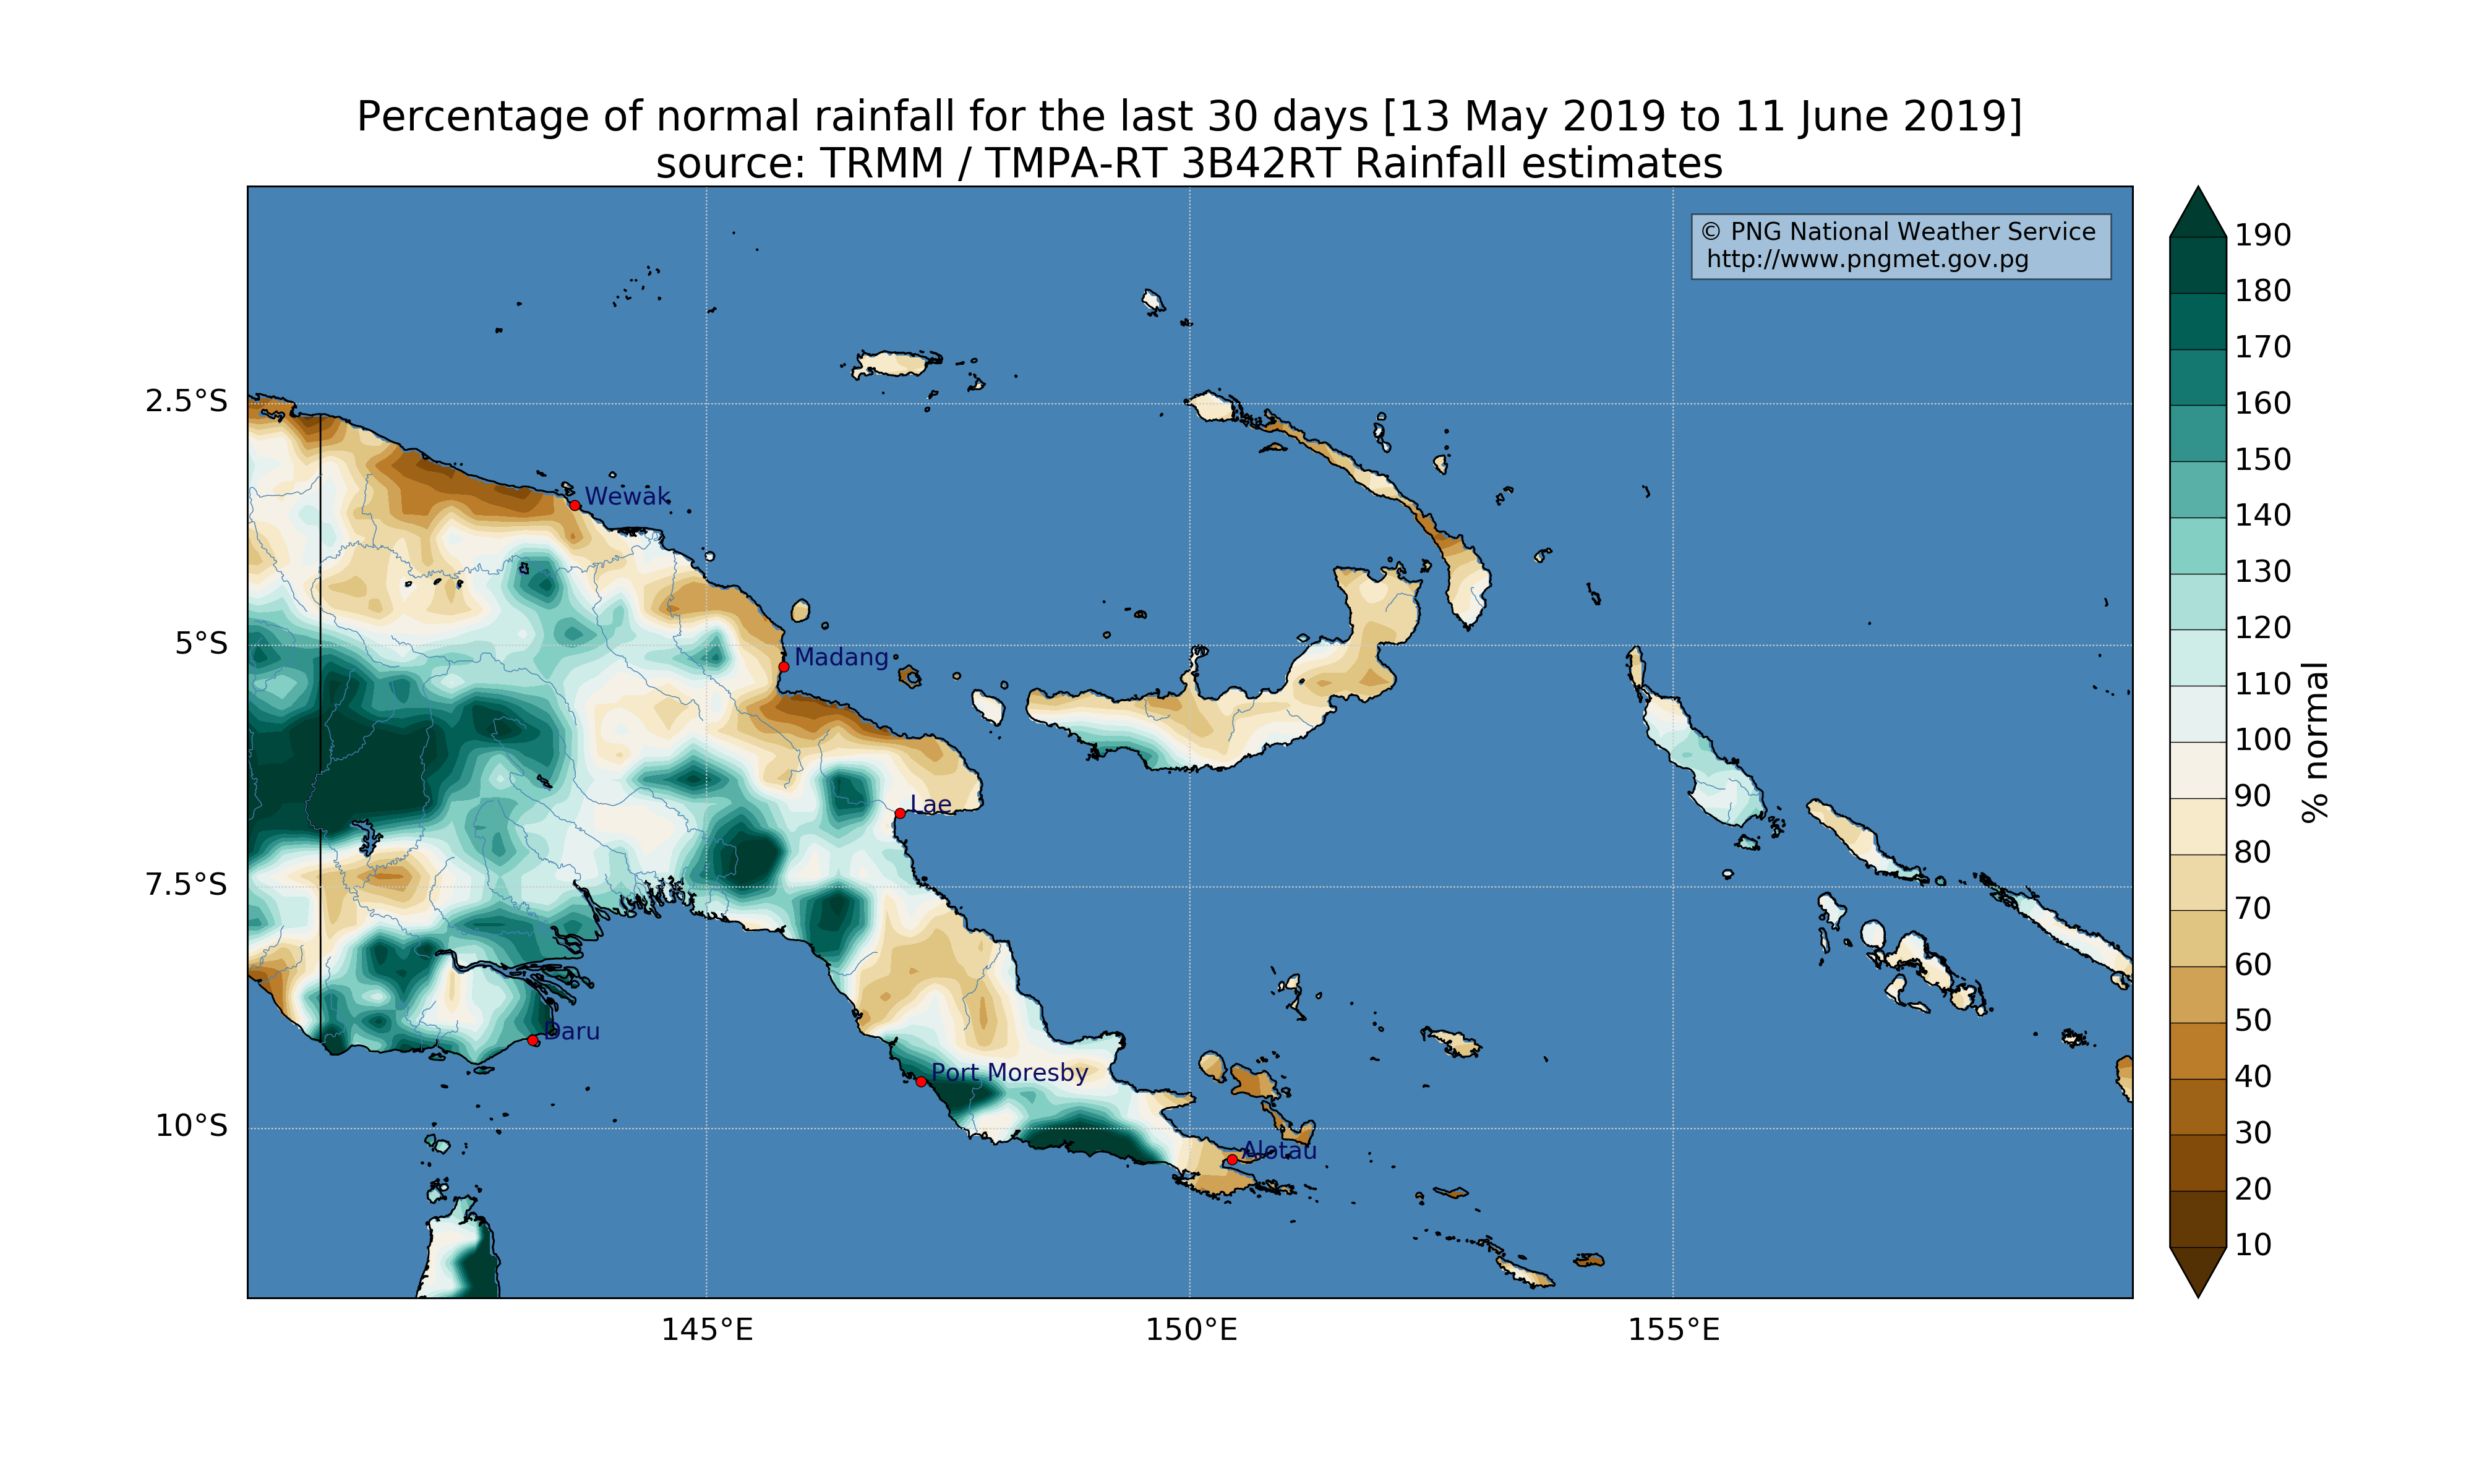 Percentage of normal rainfall for the last 30 days [13 May 2019 to 11 June 2019]
source: TRMM / TMPA-RT 3B42RT Rainfall estimates
© PNG National Weather Service
http://www.pngmet.gov.pg
2.5°S
5°S
7.5°S
10°S
145°E
150°E
155°E
Wewak
Madang
Lae
Daru
Port Moresby
Alotau
190
180
170
160
150
140
130
120
110
100
90
80
70
60
50
40
30
20
10
% normal